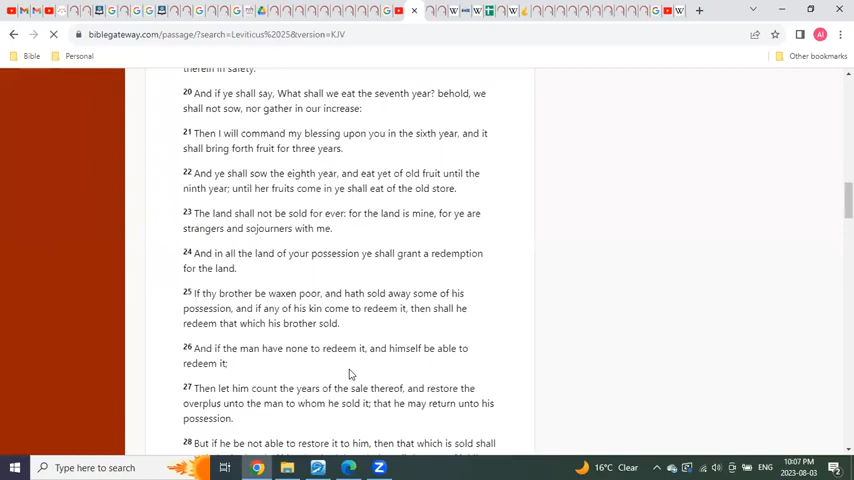 biblegateway.com/passage/?search=Leviticus%2025&version=KJV
AI
Bible
Personal
Other bookmarks
therein in safety.
20 And if ye shall say, What shall we eat the seventh year? behold, we
shall not sow, nor gather in our increase:
21 Then I will command my blessing upon you in the sixth year, and it
shall bring forth fruit for three years.
22 And ye shall sow the eighth year, and eat yet of old fruit until the
ninth year; until her fruits come in ye shall eat of the old store.
23 The land shall not be sold for ever: for the land is mine, for ye are
strangers and sojourners with me.
24 And in all the land of your possession ye shall grant a redemption
for the land.
25 If thy brother be waxen poor, and hath sold away some of his
possession, and if any of his kin come to redeem it, then shall he
redeem that which his brother sold.
26 And if the man have none to redeem it, and himself be able to
redeem it;
27 Then let him count the years of the sale thereof, and restore the
overplus unto the man to whom he sold it; that he may return unto his
possession.
28 But if he be not able to restore it to him, then that which is sold shall
Type here to search
16°C Clear
ENG
10:07 PM
2023-08-03
2